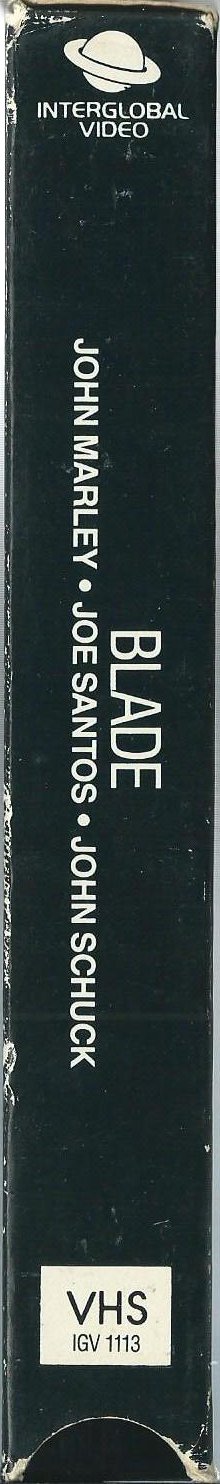 INTERGLOBAL
VIDEO
BLADE
JOHN MARLEY • JOE SANTOS • JOHN SCHUCK
VHS
IGV 1113